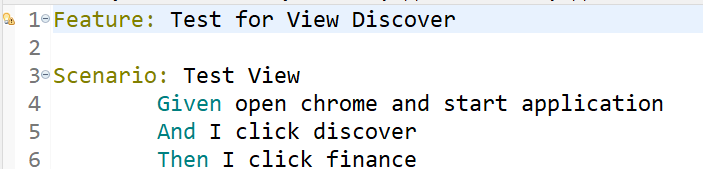 1 Feature: Test for View Discover
2
3 Scenario: Test View
4 Given open chrome and start application
5 And I click discover
6 Then I click finance